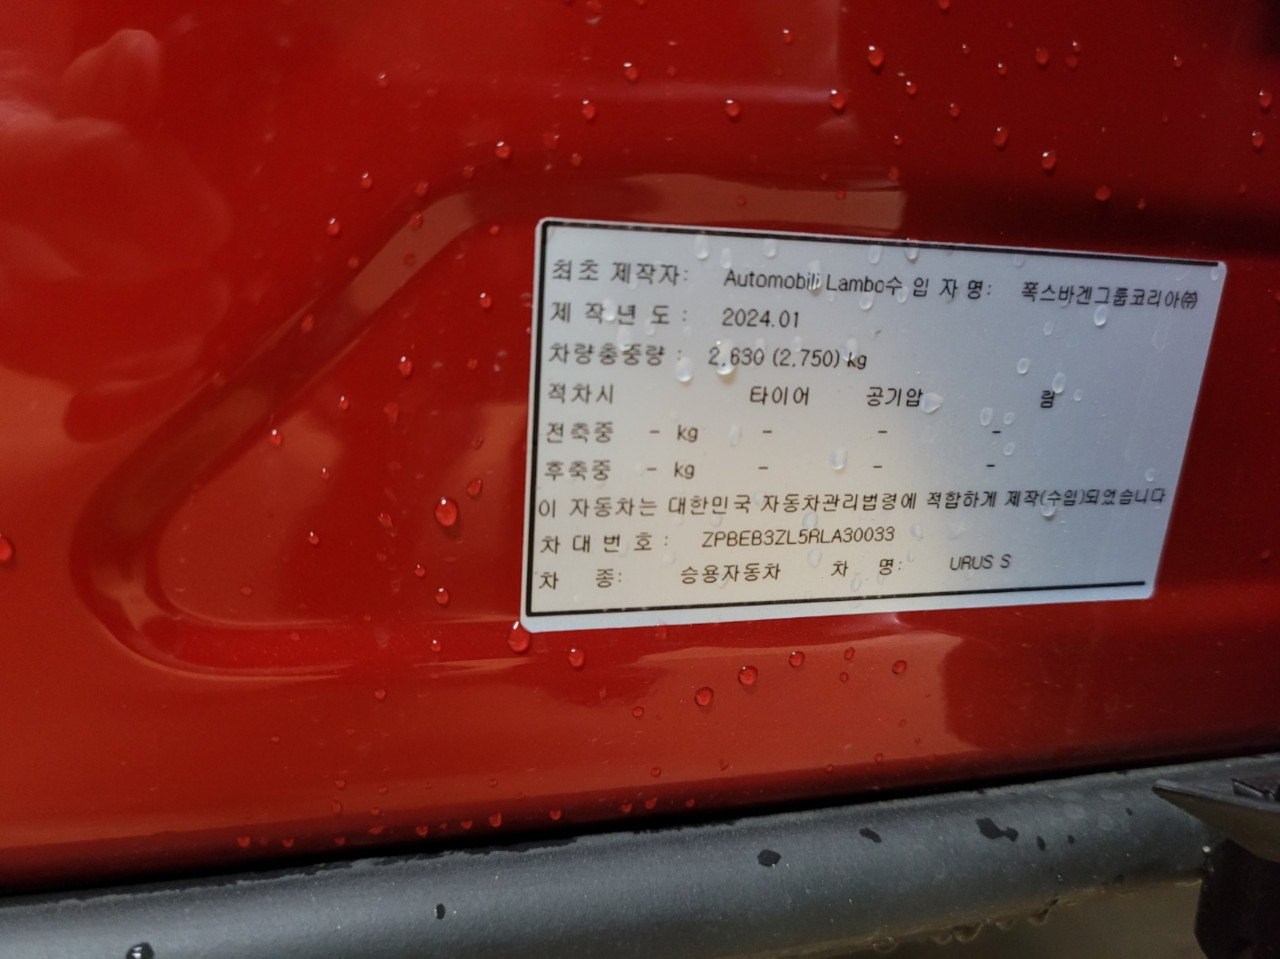 최초 제작자: Automobili Lambo수 입 자 명: 폭스바겐그룹코리아㈜
제 작 년 도 : 2024.01
차량총중량 : 2,630 (2,750) kg
적차시 타이어 공기압 람
전축중 - kg - - -
후축중 - kg - - -
이 자동차는 대한민국 자동차관리법령에 적합하게 제작(수입)되었습니다
차 대 번 호 : ZPBEB3ZL5RLA30033
차 종: 승용자동차 차 명: URUS S